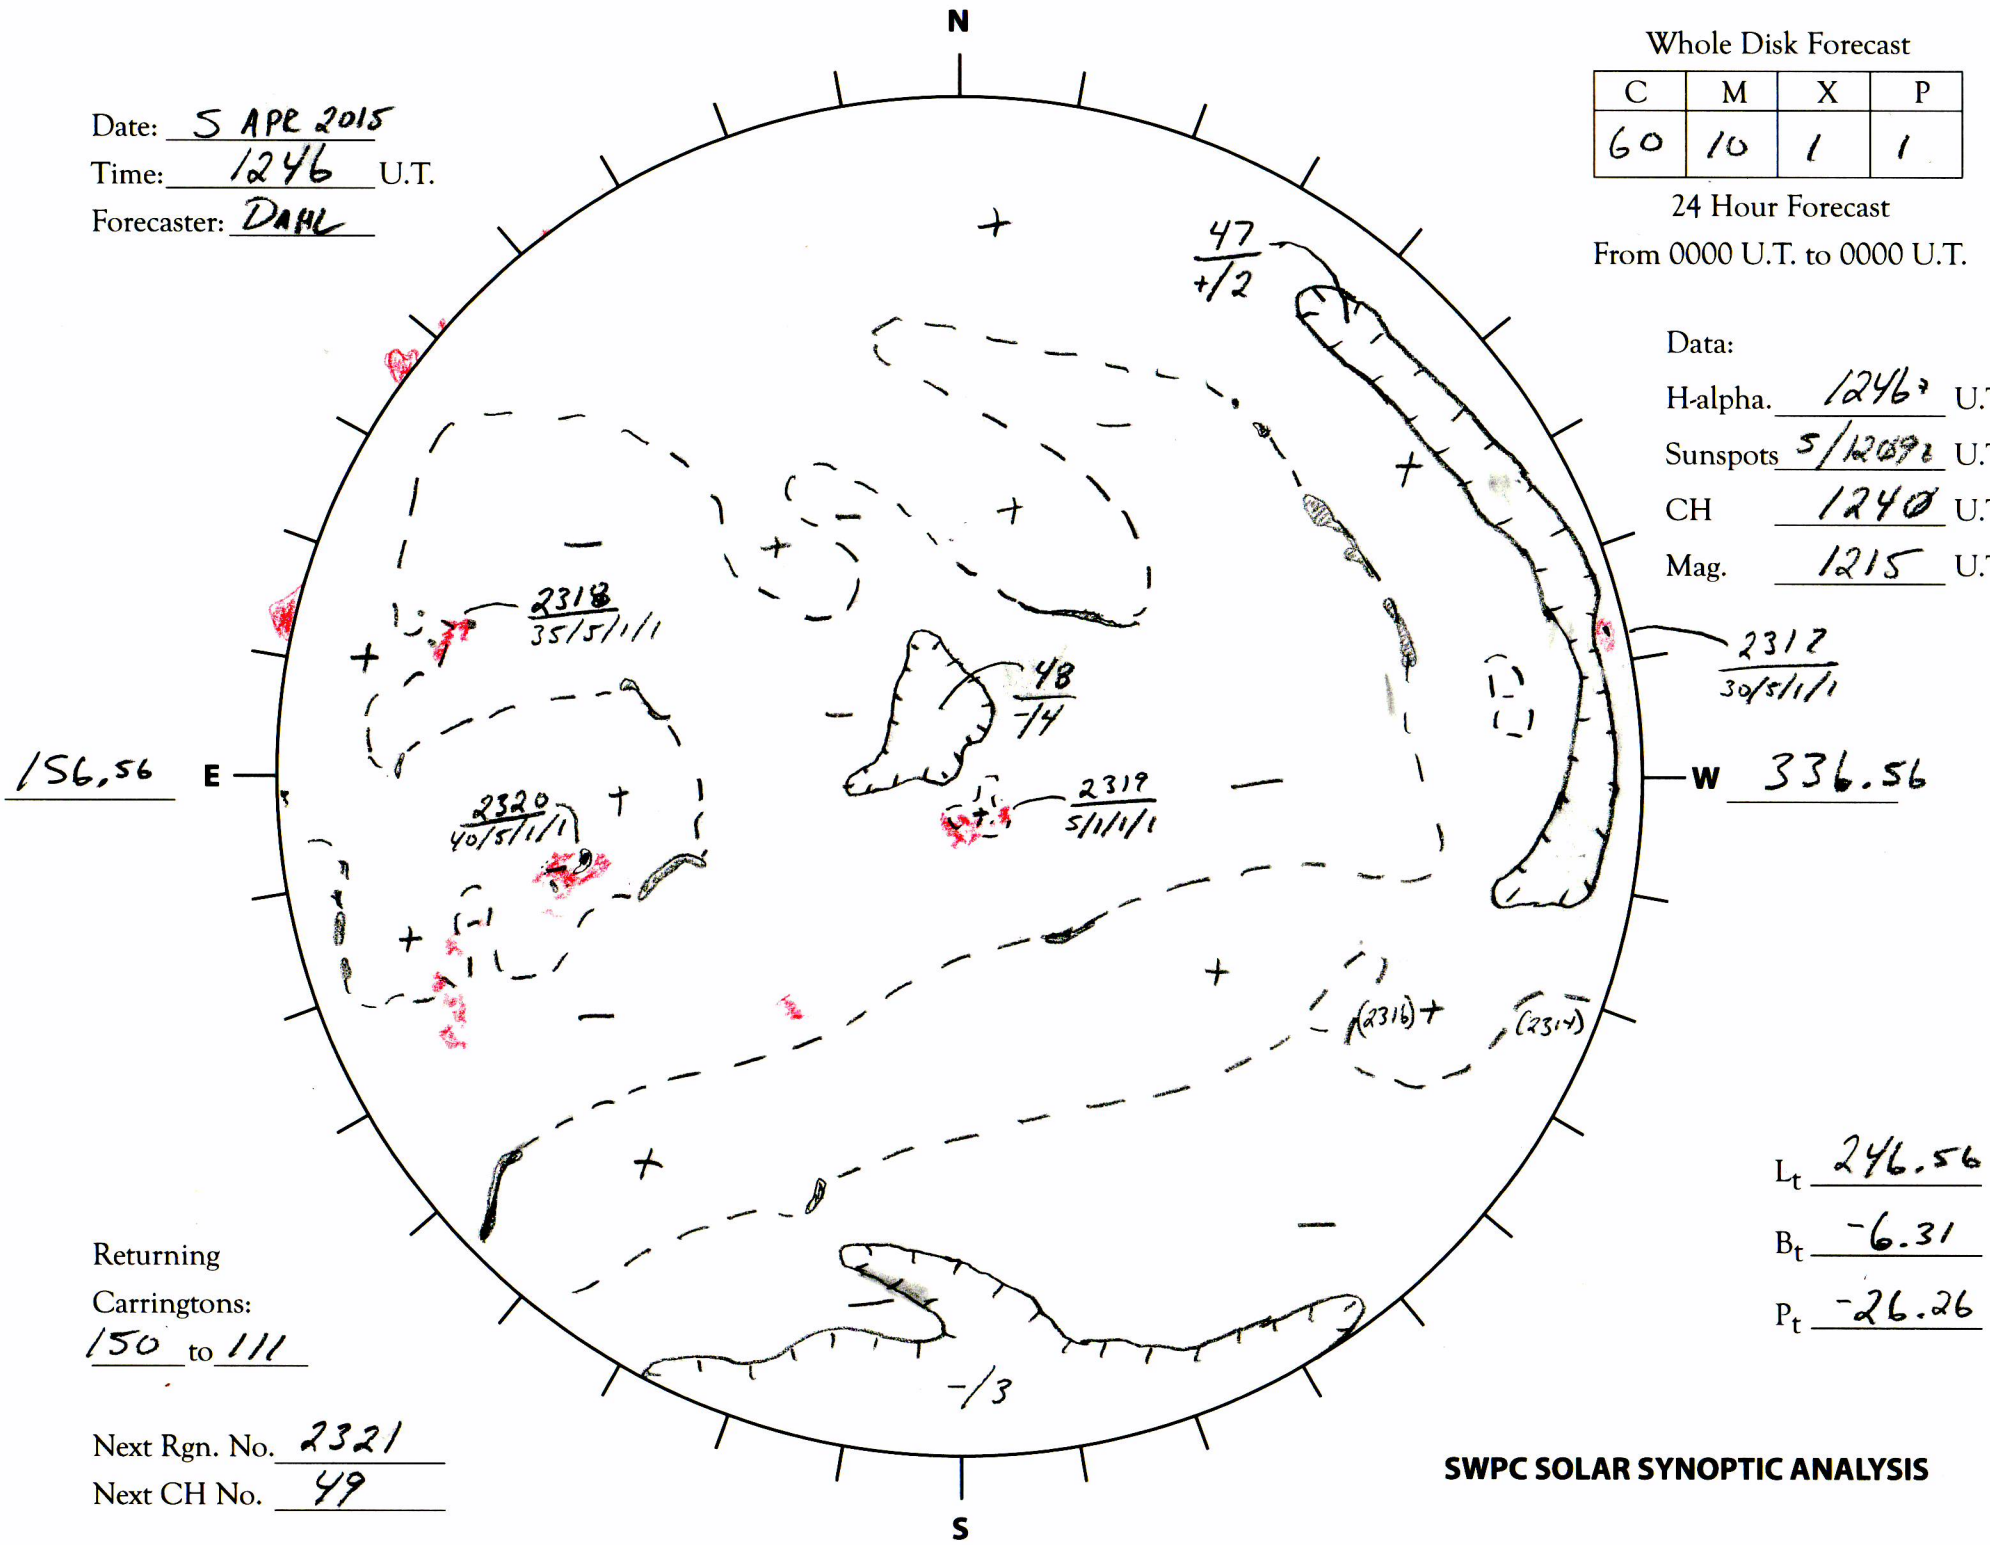 N
Whole Disk Forecast
C M X P
60 10 1 1
24 Hour Forecast
From 0000 U.T. to 0000 U.T.
Date: 5 APR 2015
Time: 1246 U.T.
Forecaster: DAHL
47
+/2
Data:
H-alpha. 1246z U.T
Sunspots 5/1209z U.T
CH 1240 U.T
Mag. 1215 U.T
2318
35/5/1/1
2317
30/5/1/1
48
-/4
156.56 E
W 336.56
2320
40/5/1/1
2319
5/1/1/1
(2316)
(2314)
Lt 246.56
Bt -6.31
Pt -26.26
Returning
Carringtons:
150 to 111
-/3
Next Rgn. No. 2321
Next CH No. 49
SWPC SOLAR SYNOPTIC ANALYSIS
S